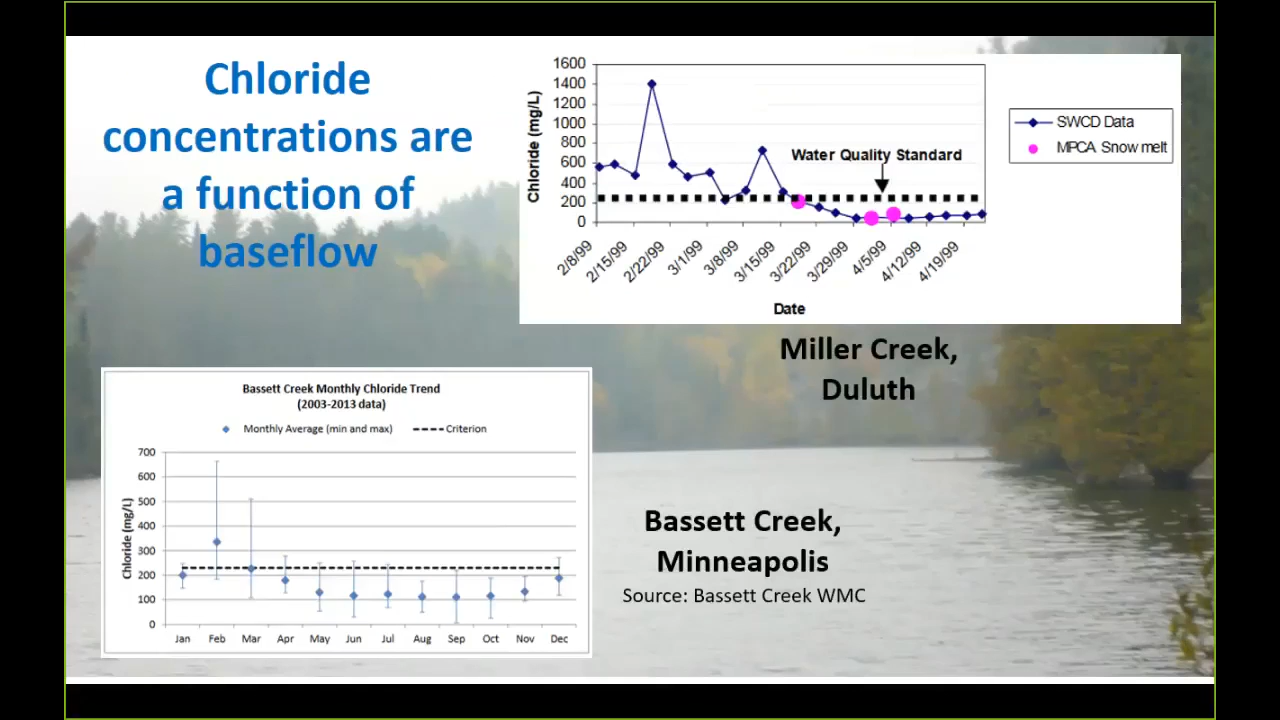 Chloride
concentrations are
a function of
baseflow
1600
1400
1200
1000
800
600
400
200
0
Chloride (mg/L)
Water Quality Standard
SWCD Data
MPCA Snow melt
2/8/99
2/15/99
2/22/99
3/1/99
3/8/99
3/15/99
3/22/99
3/29/99
4/5/99
4/12/99
4/19/99
Date
Miller Creek,
Duluth
Bassett Creek Monthly Chloride Trend
(2003-2013 data)
Monthly Average (min and max)
Criterion
700
600
500
400
300
200
100
0
Chloride (mg/L)
Jan Feb Mar Apr May Jun Jul Aug Sep Oct Nov Dec
Bassett Creek,
Minneapolis
Source: Bassett Creek WMC